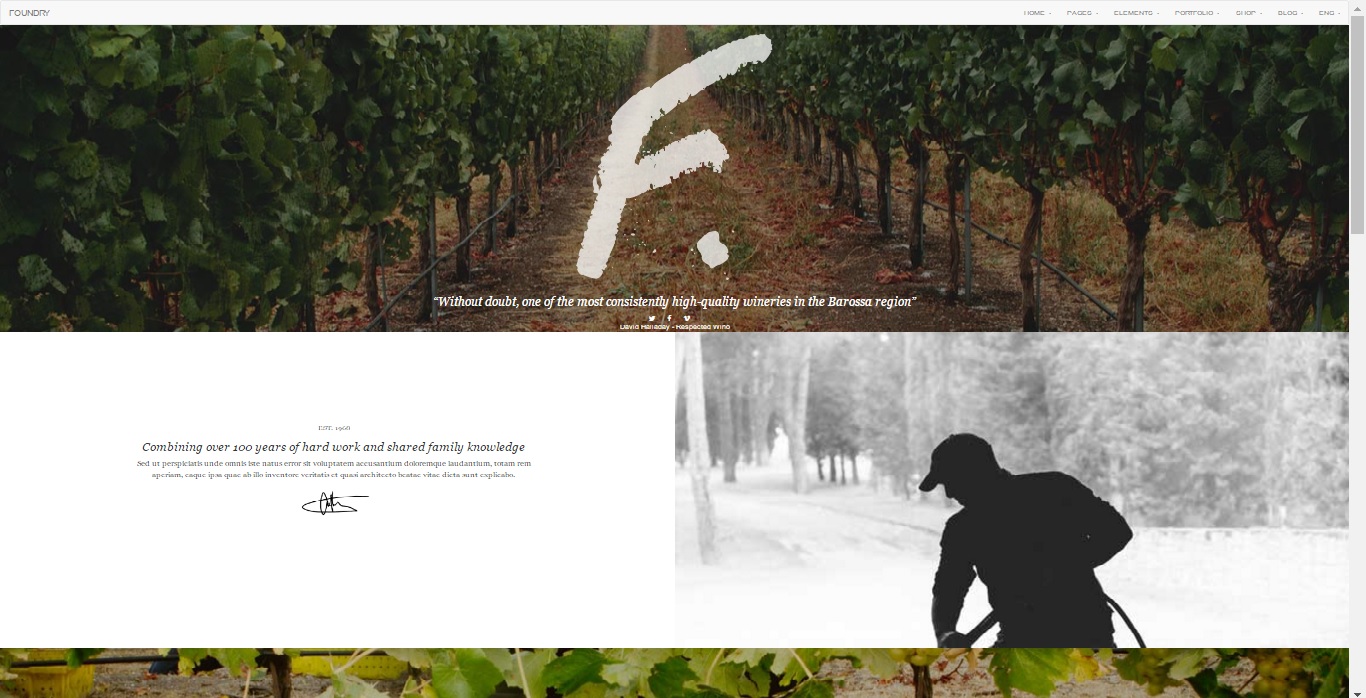 FOUNDRY
HOME PAGES ELEMENTS PORTFOLIO SHOP BLOG ENG
F.
“Without doubt, one of the most consistently high-quality wineries in the Barossa region”
David Halladay - Respected Wino
EST. 1968
Combining over 100 years of hard work and shared family knowledge
Sed ut perspiciatis unde omnis iste natus error sit voluptatem accusantium doloremque laudantium, totam rem
aperiam, eaque ipsa quae ab illo inventore veritatis et quasi architecto beatae vitae dicta sunt explicabo.